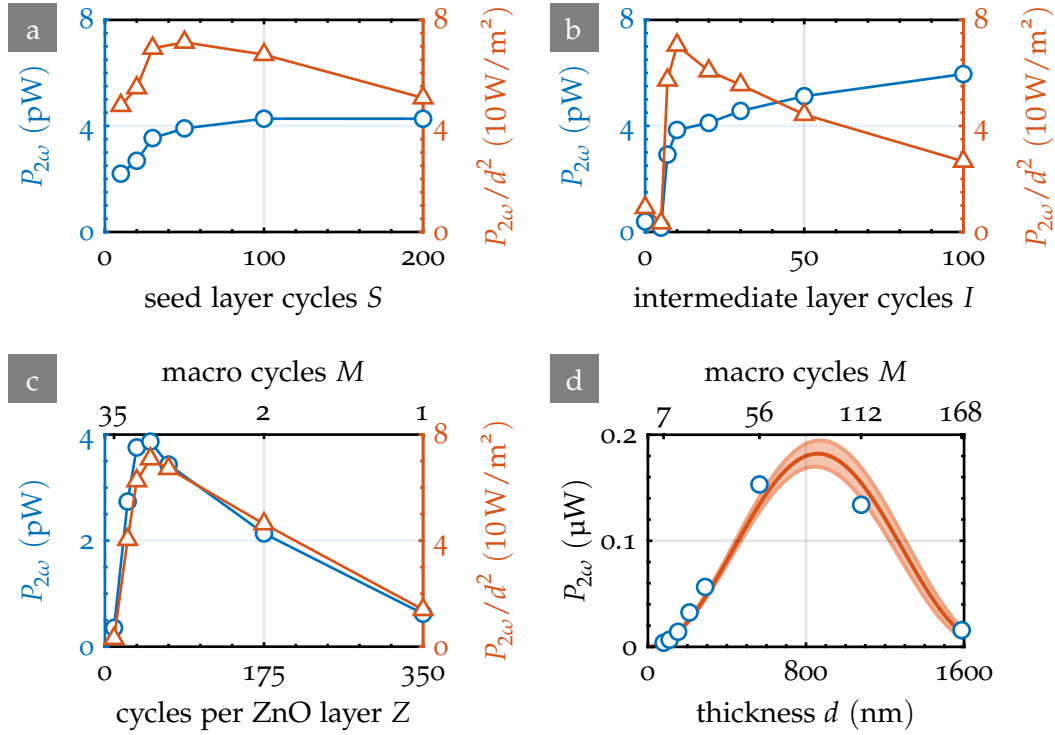 a
8
4
0
P₂ω (pW)
8
4
0
P₂ω/d² (10 W/m²)
0 100 200
seed layer cycles S
b
8
4
0
P₂ω (pW)
8
4
0
P₂ω/d² (10 W/m²)
0 50 100
intermediate layer cycles I
c
macro cycles M
35 2 1
4
2
0
P₂ω (pW)
8
4
0
P₂ω/d² (10 W/m²)
0 175 350
cycles per ZnO layer Z
d
macro cycles M
7 56 112 168
0.2
0.1
0
P₂ω (µW)
0 800 1600
thickness d (nm)